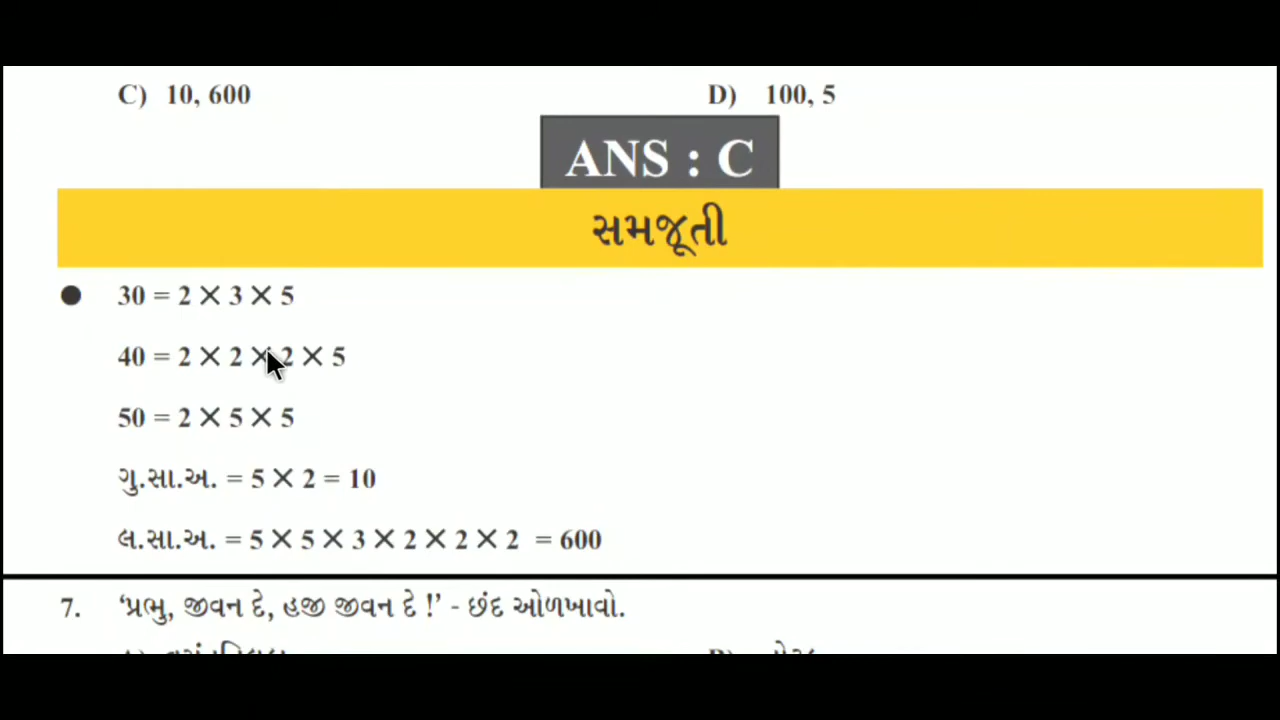 C) 10, 600 D) 100, 5
ANS : C
સમજૂતી
● 30 = 2 × 3 × 5
40 = 2 × 2 × 2 × 5
50 = 2 × 5 × 5
ગુ.સા.અ. = 5 × 2 = 10
લ.સા.અ. = 5 × 5 × 3 × 2 × 2 × 2 = 600
7. ‘પ્રભુ, જીવન દે, હજી જીવન દે !’ - છંદ ઓળખાવો.